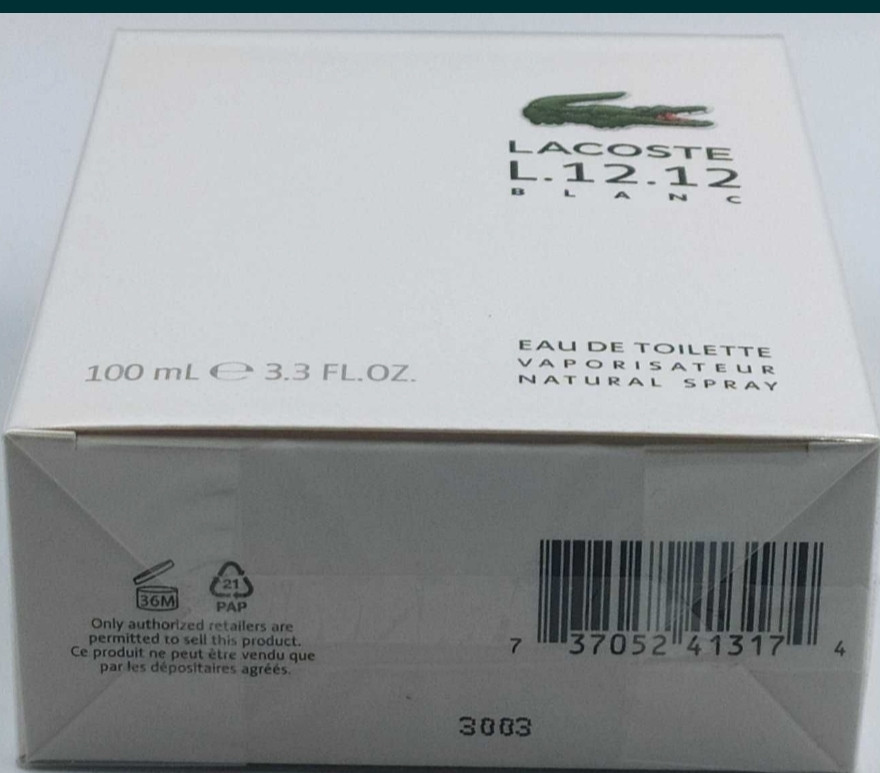 LACOSTE
L.12.12
BLANC
EAU DE TOILETTE
VAPORISATEUR
NATURAL SPRAY
100 mL ℮ 3.3 FL.OZ.
36M
21
PAP
Only authorized retailers are
permitted to sell this product.
Ce produit ne peut être vendu que
par les dépositaires agréés.
7 37052 41317 4
3003